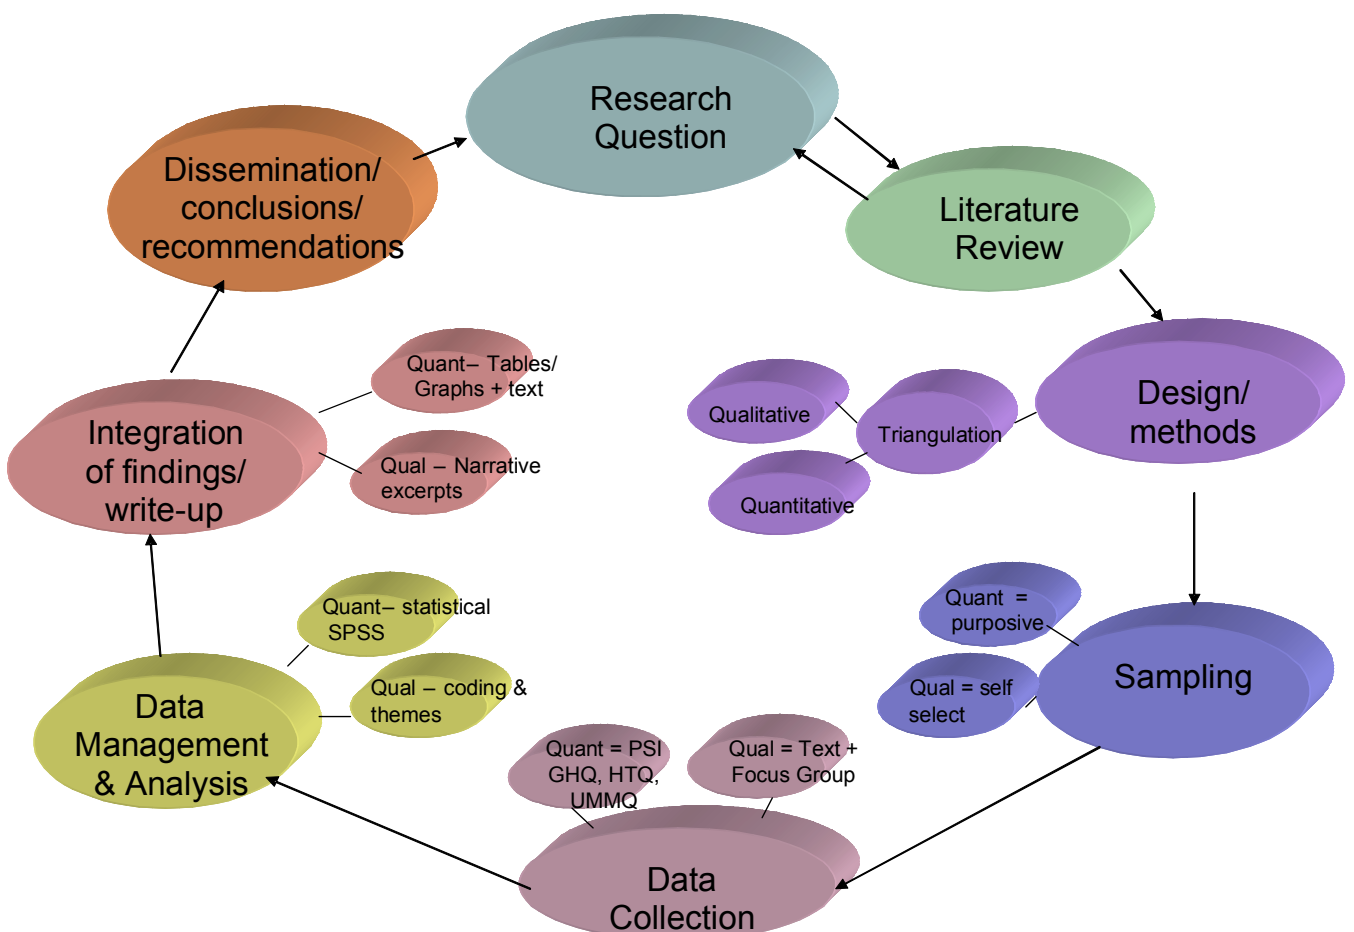 Research
Question
Literature
Review
Design/
methods
Triangulation
Qualitative
Quantitative
Sampling
Quant =
purposive
Qual = self
select
Data
Collection
Qual = Text +
Focus Group
Quant = PSI
GHQ, HTQ,
UMMQ
Data
Management
& Analysis
Quant– statistical
SPSS
Qual – coding &
themes
Integration
of findings/
write-up
Quant– Tables/
Graphs + text
Qual – Narrative
excerpts
Dissemination/
conclusions/
recommendations